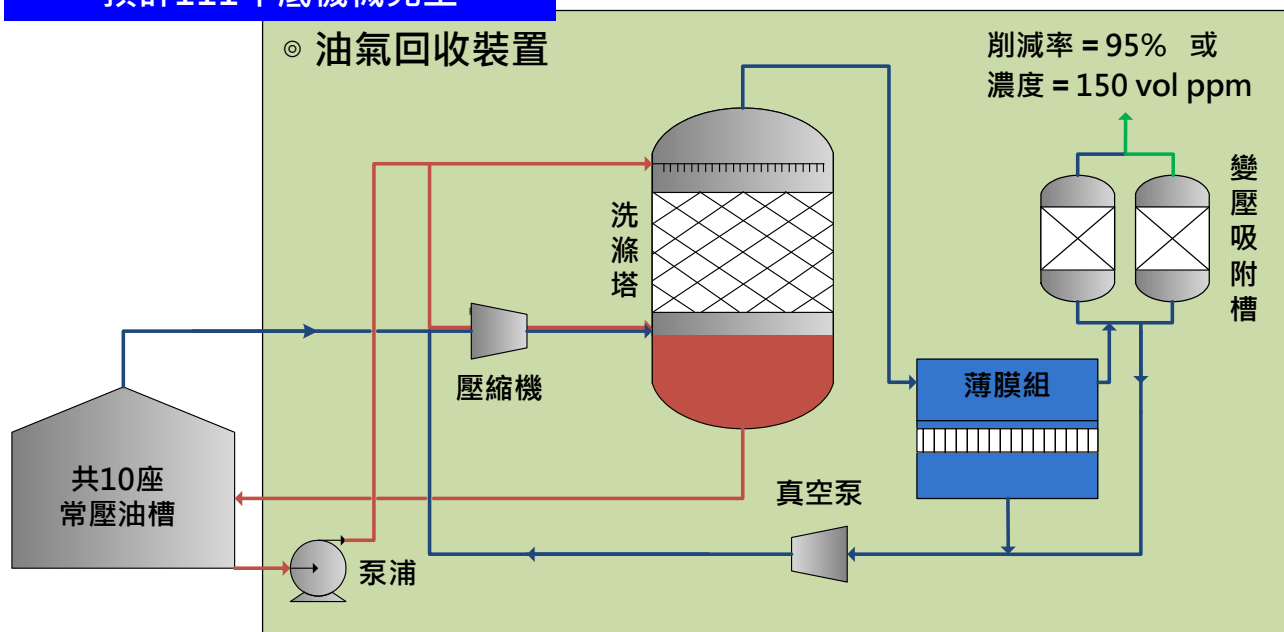 ◎ 油氣回收裝置
削減率 = 95% 或
濃度 = 150 vol ppm
變壓吸附槽
洗滌塔
壓縮機
薄膜組
共10座
常壓油槽
真空泵
泵浦